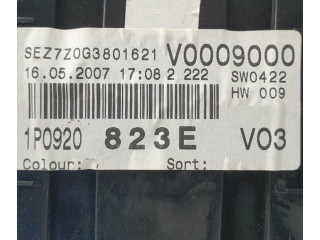 SEZ7Z0G3801621 V0009000
16.05.2007 17:08 2 222 SW0422
HW 009
1P0920 823E V03
Colour: Sort: